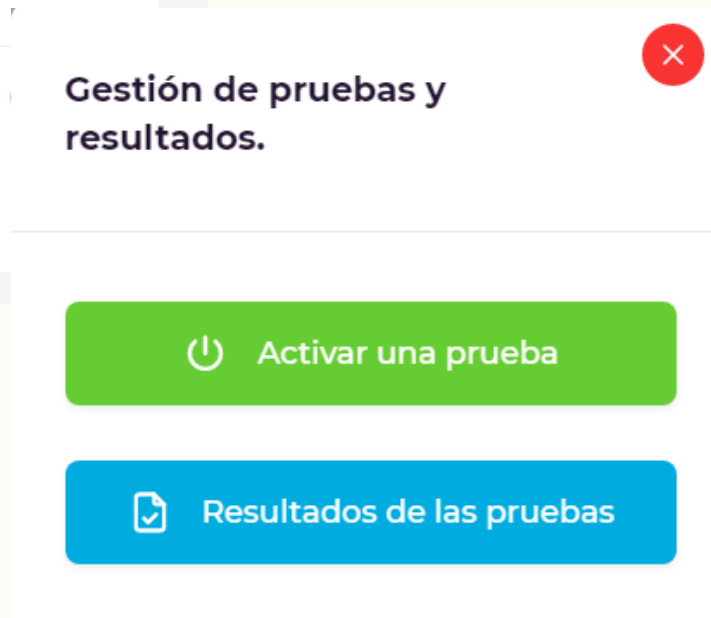 Gestión de pruebas y
resultados.
Activar una prueba
Resultados de las pruebas